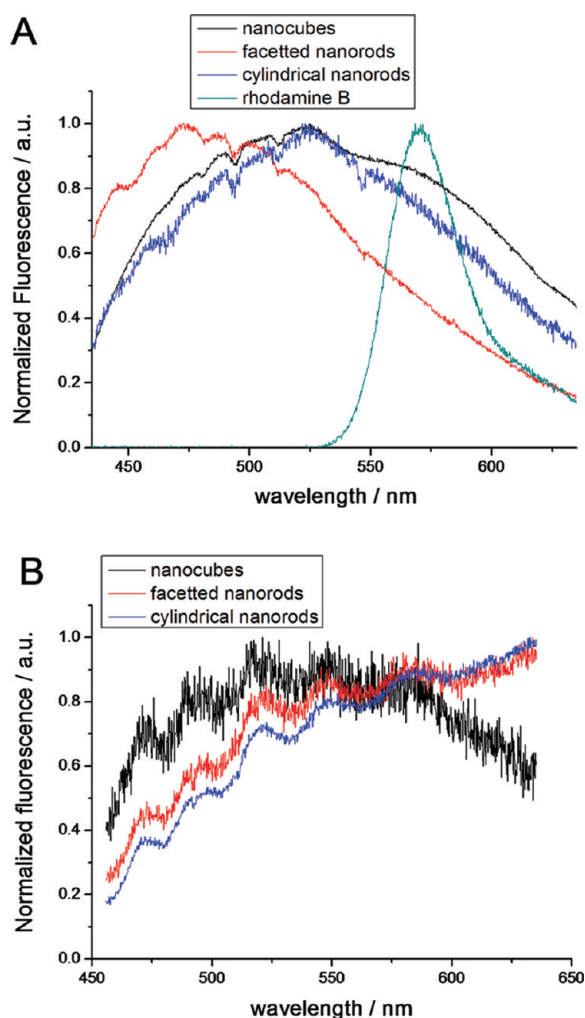 A
nanocubes
facetted nanorods
cylindrical nanorods
rhodamine B
Normalized Fluorescence / a.u.
1.0
0.8
0.6
0.4
0.2
0.0
450 500 550 600
wavelength / nm
B
nanocubes
facetted nanorods
cylindrical nanorods
Normalized fluorescence / a.u.
1.0
0.8
0.6
0.4
0.2
0.0
450 500 550 600 650
wavelength / nm